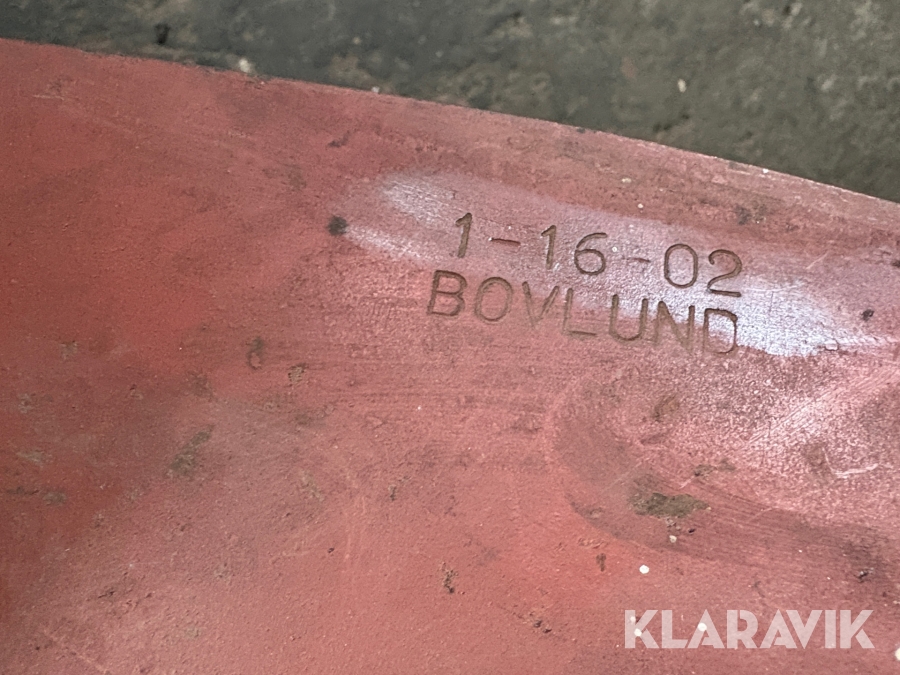 1-16-02
BOVLUND
KLARAVIK